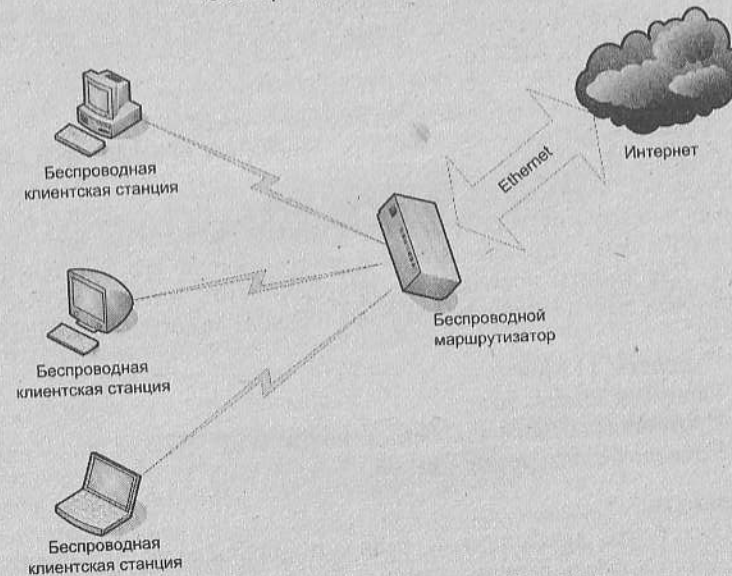 Беспроводная
клиентская станция
Ethernet
Интернет
Беспроводной
маршрутизатор
Беспроводная
клиентская станция
Беспроводная
клиентская станция